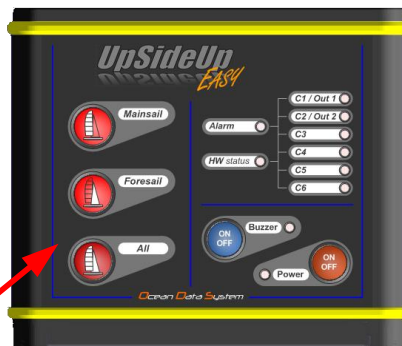 UpSideUp
EASY
Mainsail
Foresail
All
Alarm
HW status
C1 / Out 1
C2 / Out 2
C3
C4
C5
C6
ON
OFF
Buzzer
Power
ON
OFF
Ocean Data System